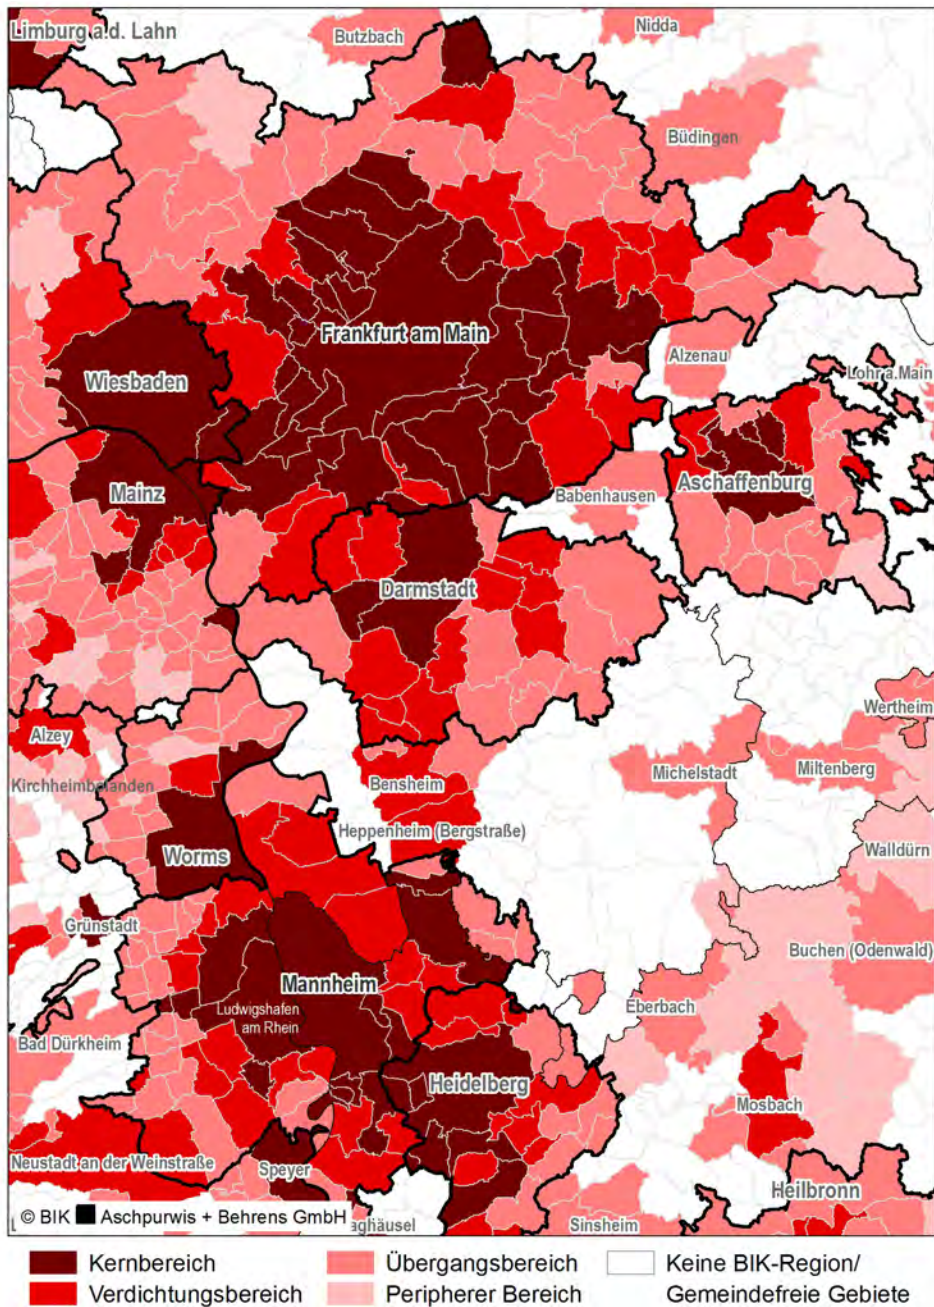 Limburg a.d. Lahn
Butzbach
Nidda
Büdingen
Frankfurt am Main
Alzenau
Lohr a.Main
Wiesbaden
Mainz
Aschaffenburg
Babenhausen
Darmstadt
Wertheim
Alzey
Michelstadt
Miltenberg
Kirchheimbolanden
Bensheim
Heppenheim (Bergstraße)
Worms
Walldürn
Grünstadt
Buchen (Odenwald)
Mannheim
Ludwigshafen
am Rhein
Eberbach
Bad Dürkheim
Heidelberg
Mosbach
Neustadt an der Weinstraße
Speyer
Heilbronn
© BIK Aschpurwis + Behrens GmbH
aghäusel
Sinsheim
Kernbereich
Übergangsbereich
Keine BIK-Region/
Verdichtungsbereich
Peripherer Bereich
Gemeindefreie Gebiete